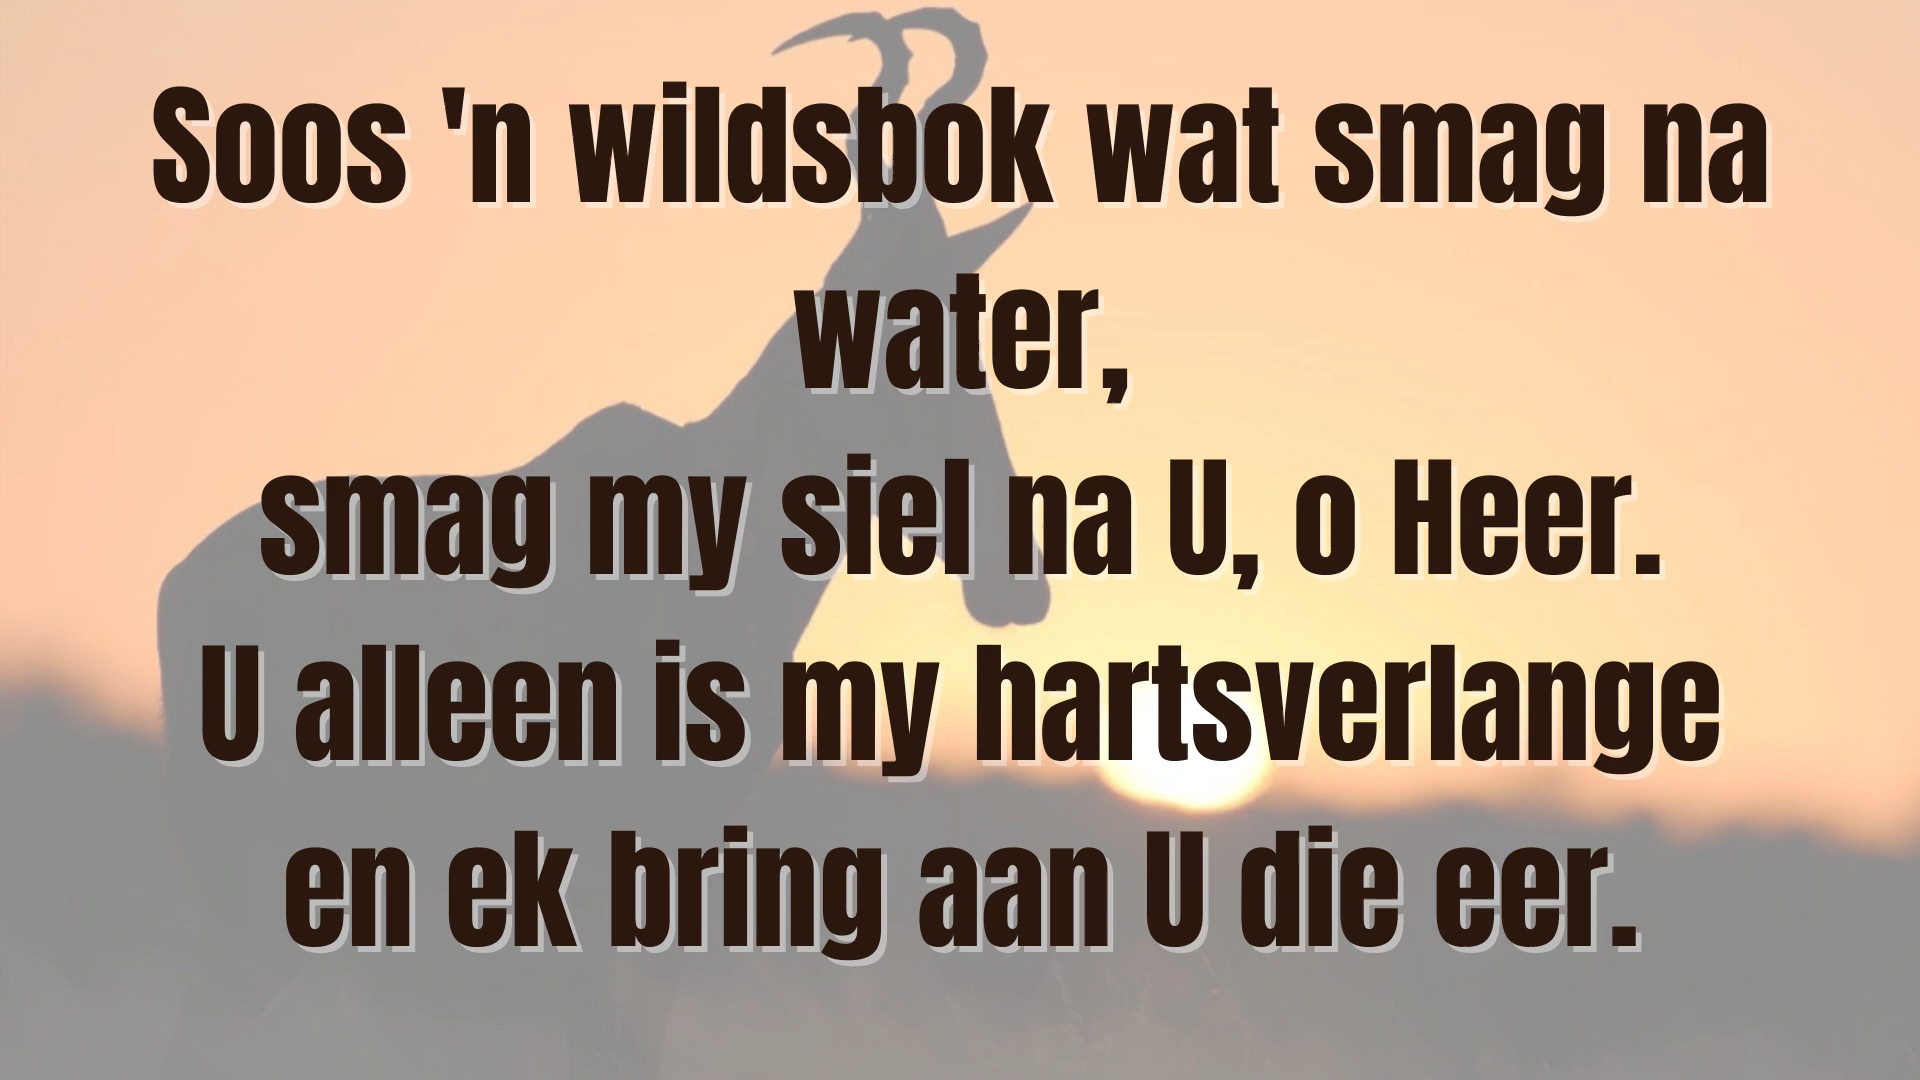 Soos 'n wildsbok wat smag na
water,
smag my siel na U, o Heer.
U alleen is my hartsverlange
en ek bring aan U die eer.